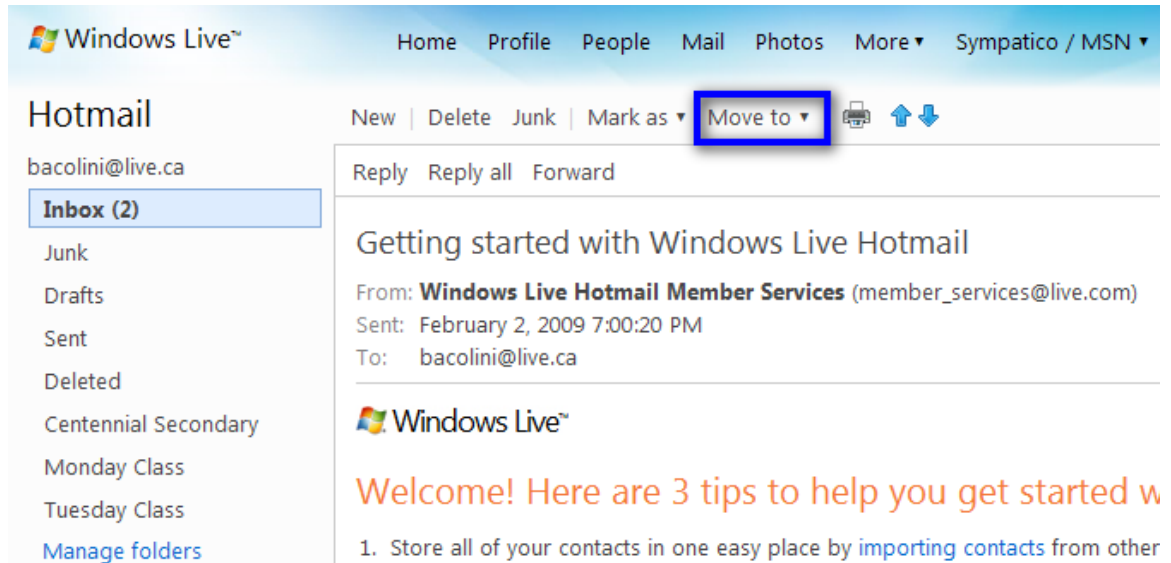 Windows Live™
Home Profile People Mail Photos More ▾ Sympatico / MSN ▾
Hotmail
New | Delete Junk | Mark as ▾ Move to ▾
bacolini@live.ca
Inbox (2)
Junk
Drafts
Sent
Deleted
Centennial Secondary
Monday Class
Tuesday Class
Manage folders
Reply Reply all Forward
Getting started with Windows Live Hotmail
From: Windows Live Hotmail Member Services (member_services@live.com)
Sent: February 2, 2009 7:00:20 PM
To: bacolini@live.ca
Windows Live™
Welcome! Here are 3 tips to help you get started w
1. Store all of your contacts in one easy place by importing contacts from other